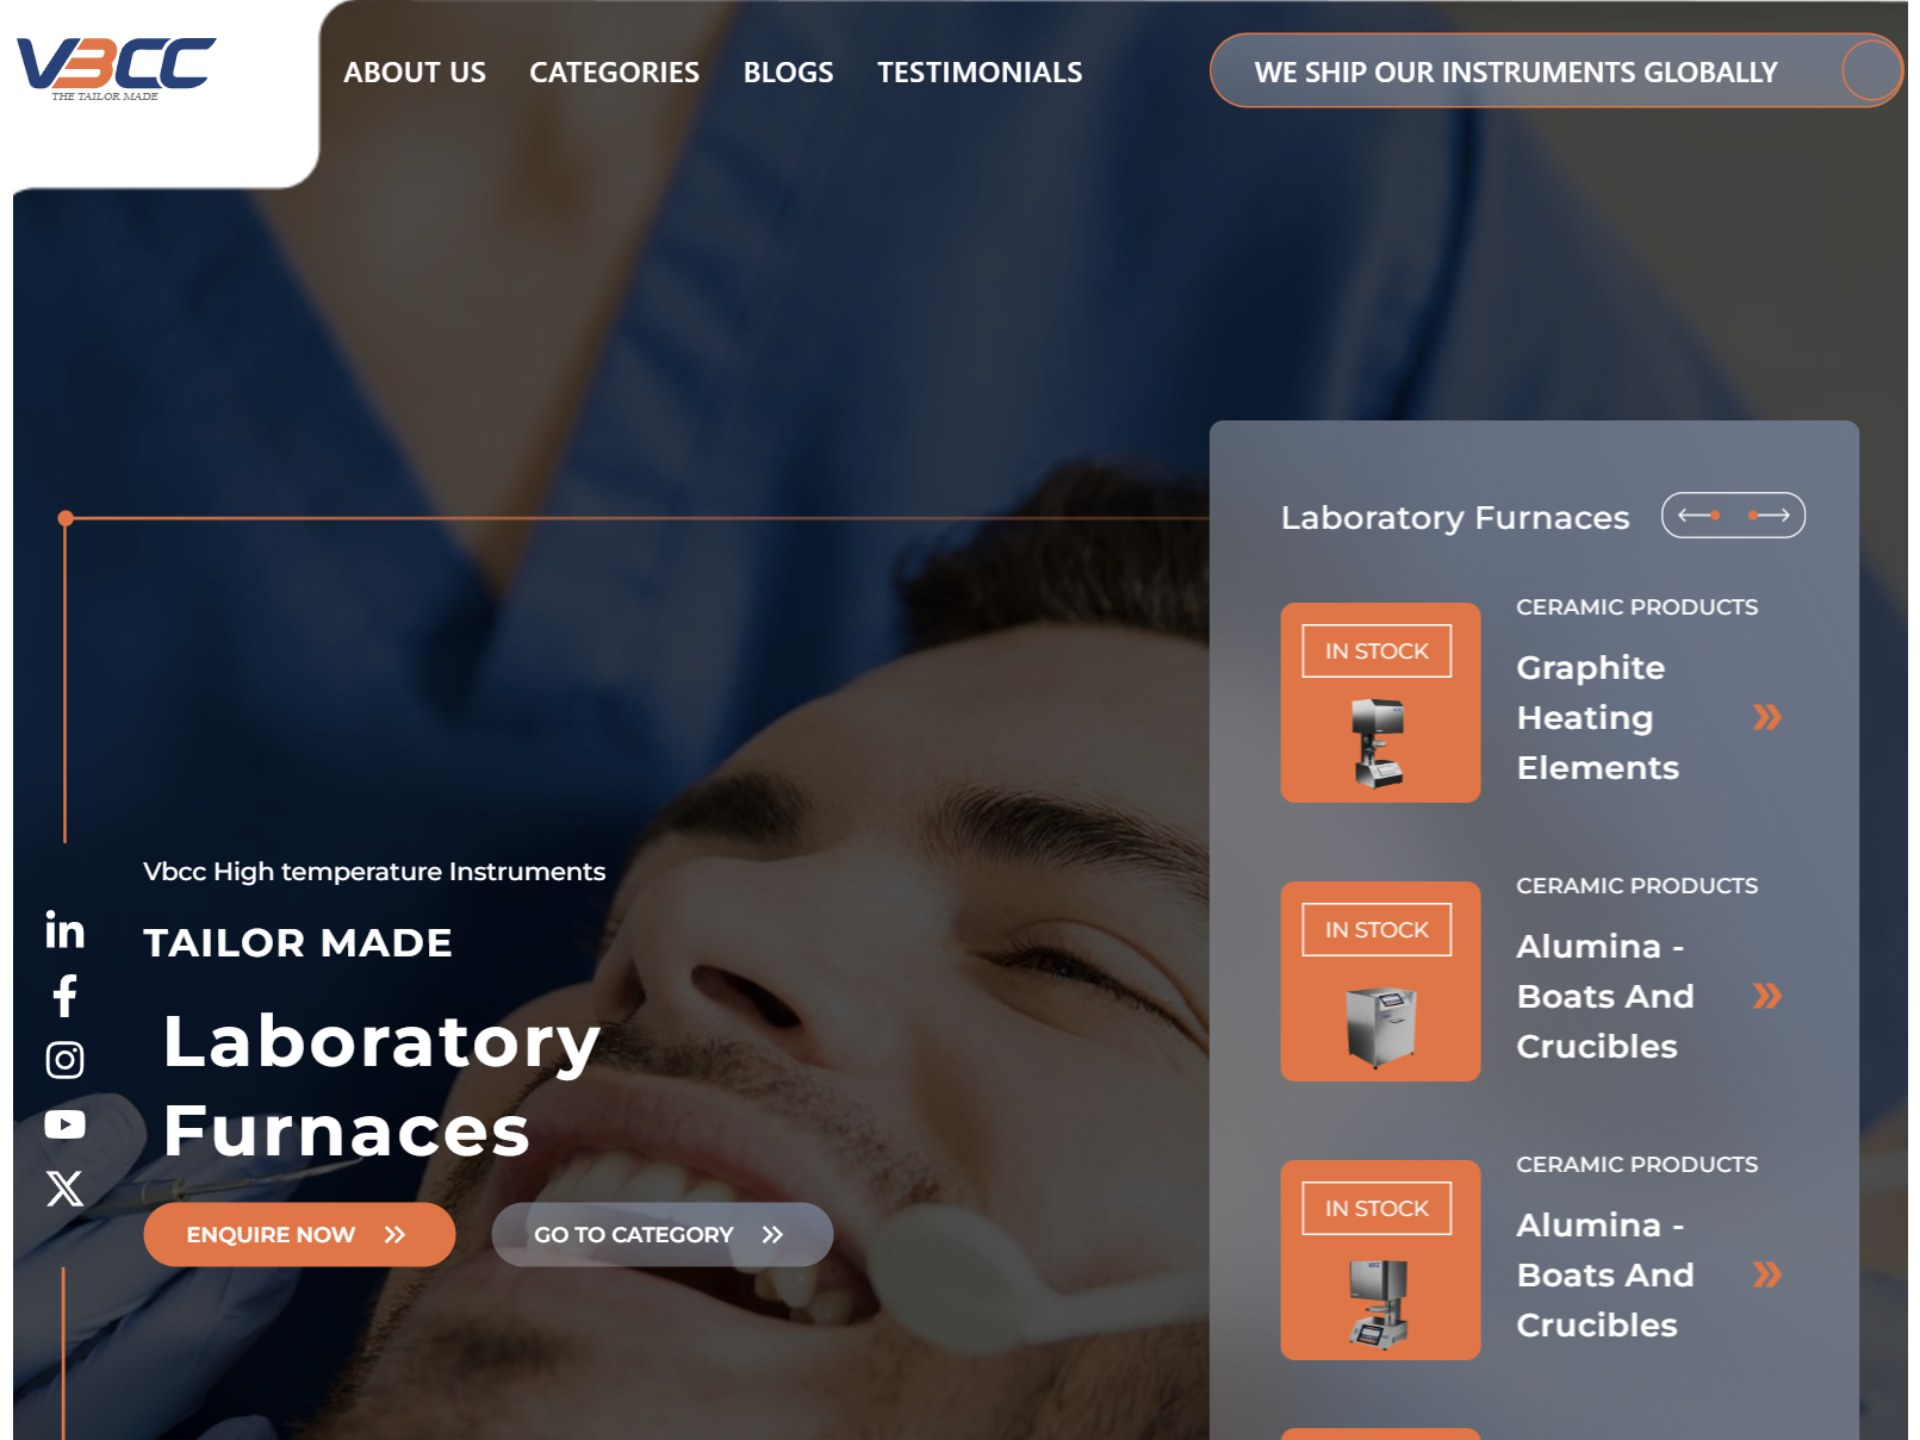 VBCC
THE TAILOR MADE
ABOUT US
CATEGORIES
BLOGS
TESTIMONIALS
WE SHIP OUR INSTRUMENTS GLOBALLY
Vbcc High temperature Instruments
TAILOR MADE
Laboratory
Furnaces
ENQUIRE NOW
GO TO CATEGORY
Laboratory Furnaces
IN STOCK
CERAMIC PRODUCTS
Graphite
Heating
Elements
IN STOCK
CERAMIC PRODUCTS
Alumina -
Boats And
Crucibles
IN STOCK
CERAMIC PRODUCTS
Alumina -
Boats And
Crucibles